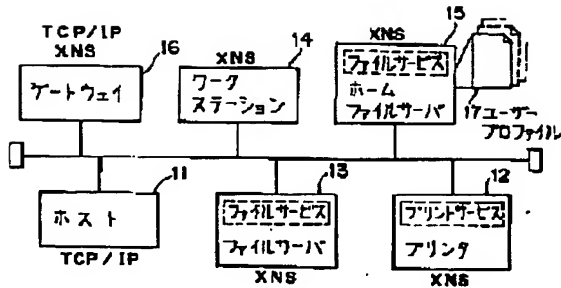 TCP/IP
XNS
16
ゲートウェイ
XNS
14
ワーク
ステーション
XNS
15
ファイルサービス
ホーム
ファイルサーバ
17 ユーザー
プロファイル
11
ホスト
TCP/IP
13
ファイルサービス
ファイルサーバ
XNS
12
プリントサービス
プリンタ
XNS